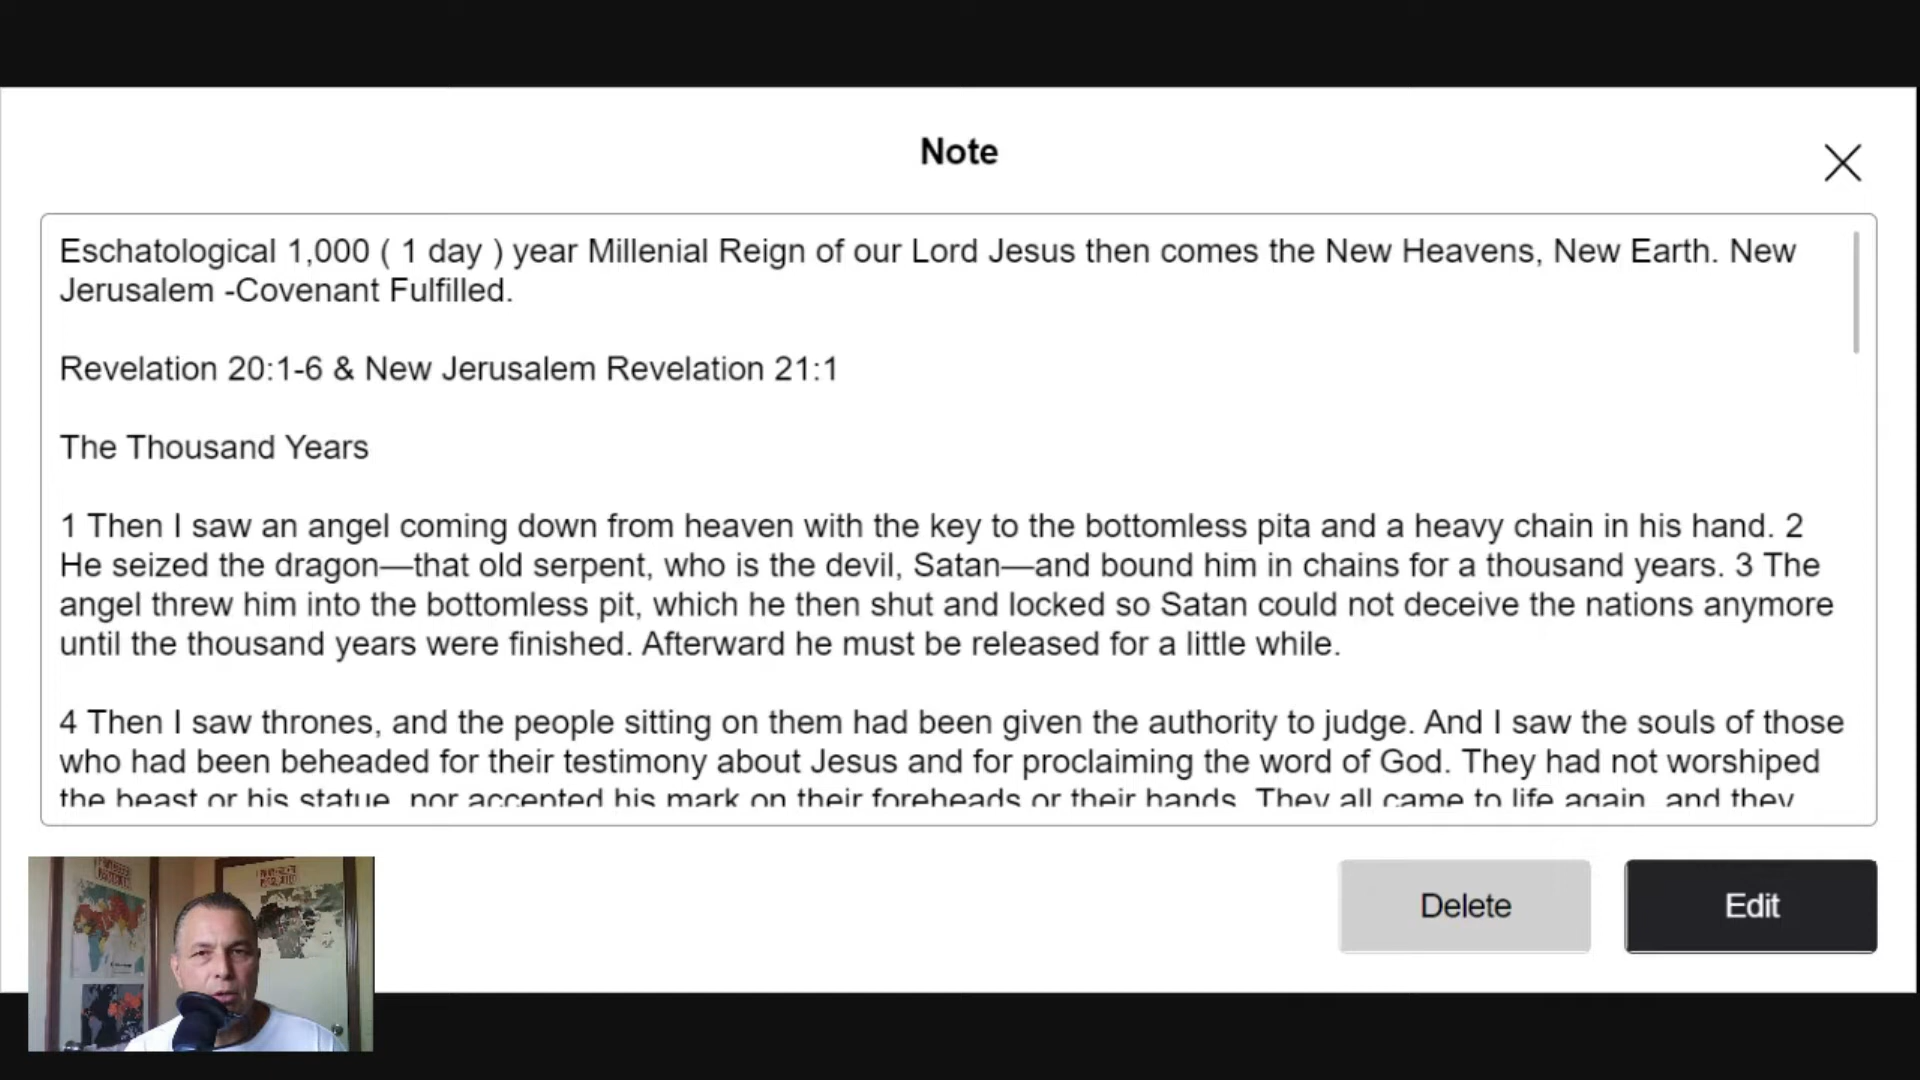 Note
Eschatological 1,000 ( 1 day ) year Millenial Reign of our Lord Jesus then comes the New Heavens, New Earth. New
Jerusalem -Covenant Fulfilled.
Revelation 20:1-6 & New Jerusalem Revelation 21:1
The Thousand Years
1 Then I saw an angel coming down from heaven with the key to the bottomless pita and a heavy chain in his hand. 2
He seized the dragon—that old serpent, who is the devil, Satan—and bound him in chains for a thousand years. 3 The
angel threw him into the bottomless pit, which he then shut and locked so Satan could not deceive the nations anymore
until the thousand years were finished. Afterward he must be released for a little while.
4 Then I saw thrones, and the people sitting on them had been given the authority to judge. And I saw the souls of those
who had been beheaded for their testimony about Jesus and for proclaiming the word of God. They had not worshiped
the beast or his statue, nor accepted his mark on their foreheads or their hands. They all came to life again, and they
Delete
Edit